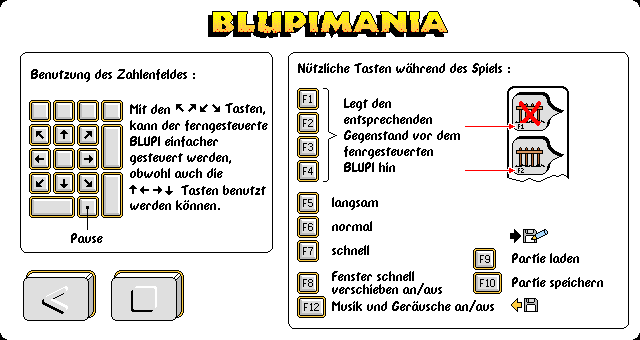 BLUPIMANIA
Benutzung des Zahlenfeldes :
Mit den ↖ ↗ ↙ ↘ Tasten,
kann der ferngesteuerte
BLUPI einfacher
gesteuert werden,
obwohl auch die
↑ ← → ↓ Tasten benutzt
werden können.
Pause
Nützliche Tasten während des Spiels :
F1
F2
F3
F4
Legt den
entsprechenden
Gegenstand vor dem
fenrgesteuerten
BLUPI hin
F1
F2
F5 langsam
F6 normal
F7 schnell
F8 Fenster schnell
verschieben an/aus
F12 Musik und Geräusche an/aus
F9 Partie laden
F10 Partie speichern